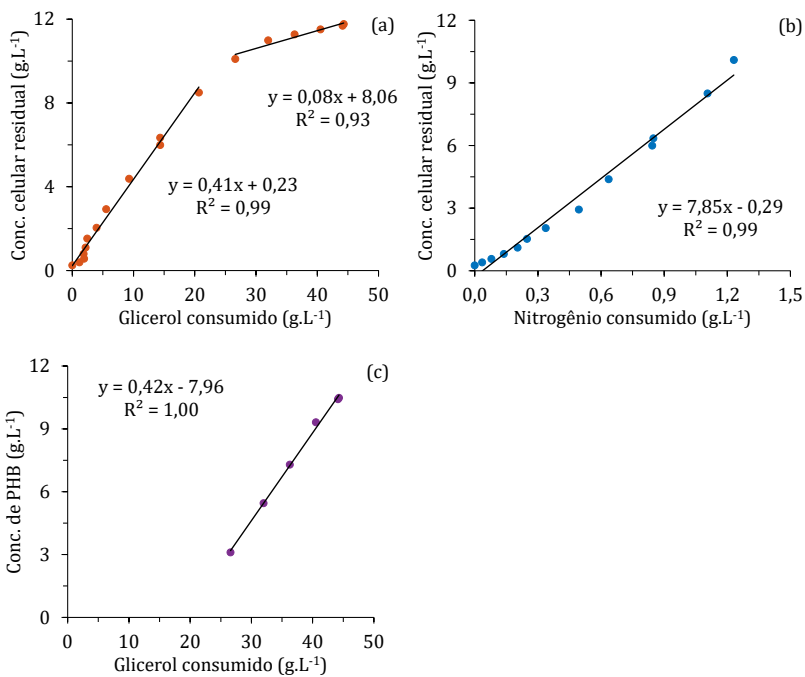 (a)
Conc. celular residual (g.L⁻¹)
12
8
4
0
y = 0,08x + 8,06
R² = 0,93
y = 0,41x + 0,23
R² = 0,99
0 10 20 30 40 50
Glicerol consumido (g.L⁻¹)
(b)
Conc. celular residual (g.L⁻¹)
12
9
6
3
0
y = 7,85x - 0,29
R² = 0,99
0,0 0,3 0,6 0,9 1,2 1,5
Nitrogênio consumido (g.L⁻¹)
(c)
Conc. de PHB (g.L⁻¹)
12
9
6
3
0
y = 0,42x - 7,96
R² = 1,00
0 10 20 30 40 50
Glicerol consumido (g.L⁻¹)